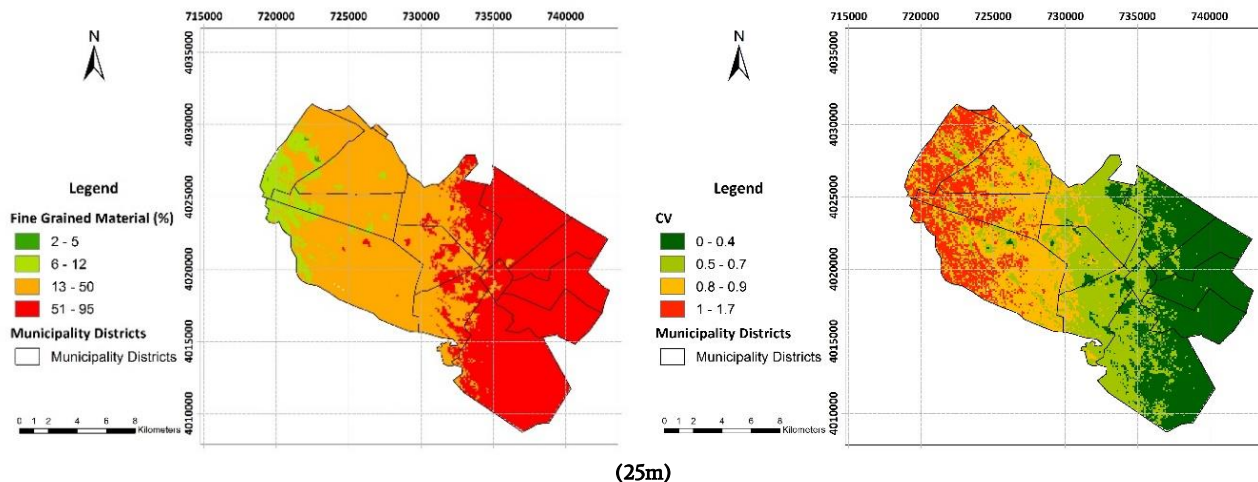 715000 720000 725000 730000 735000 740000
N
4035000
4030000
4025000
4020000
4015000
4010000
Legend
Fine Grained Material (%)
2 - 5
6 - 12
13 - 50
51 - 95
Municipality Districts
Municipality Districts
0 1 2 4 6 8
Kilometers
715000 720000 725000 730000 735000 740000
N
4035000
4030000
4025000
4020000
4015000
4010000
Legend
CV
0 - 0.4
0.5 - 0.7
0.8 - 0.9
1 - 1.7
Municipality Districts
Municipality Districts
0 1 2 4 6 8
Kilometers
(25m)